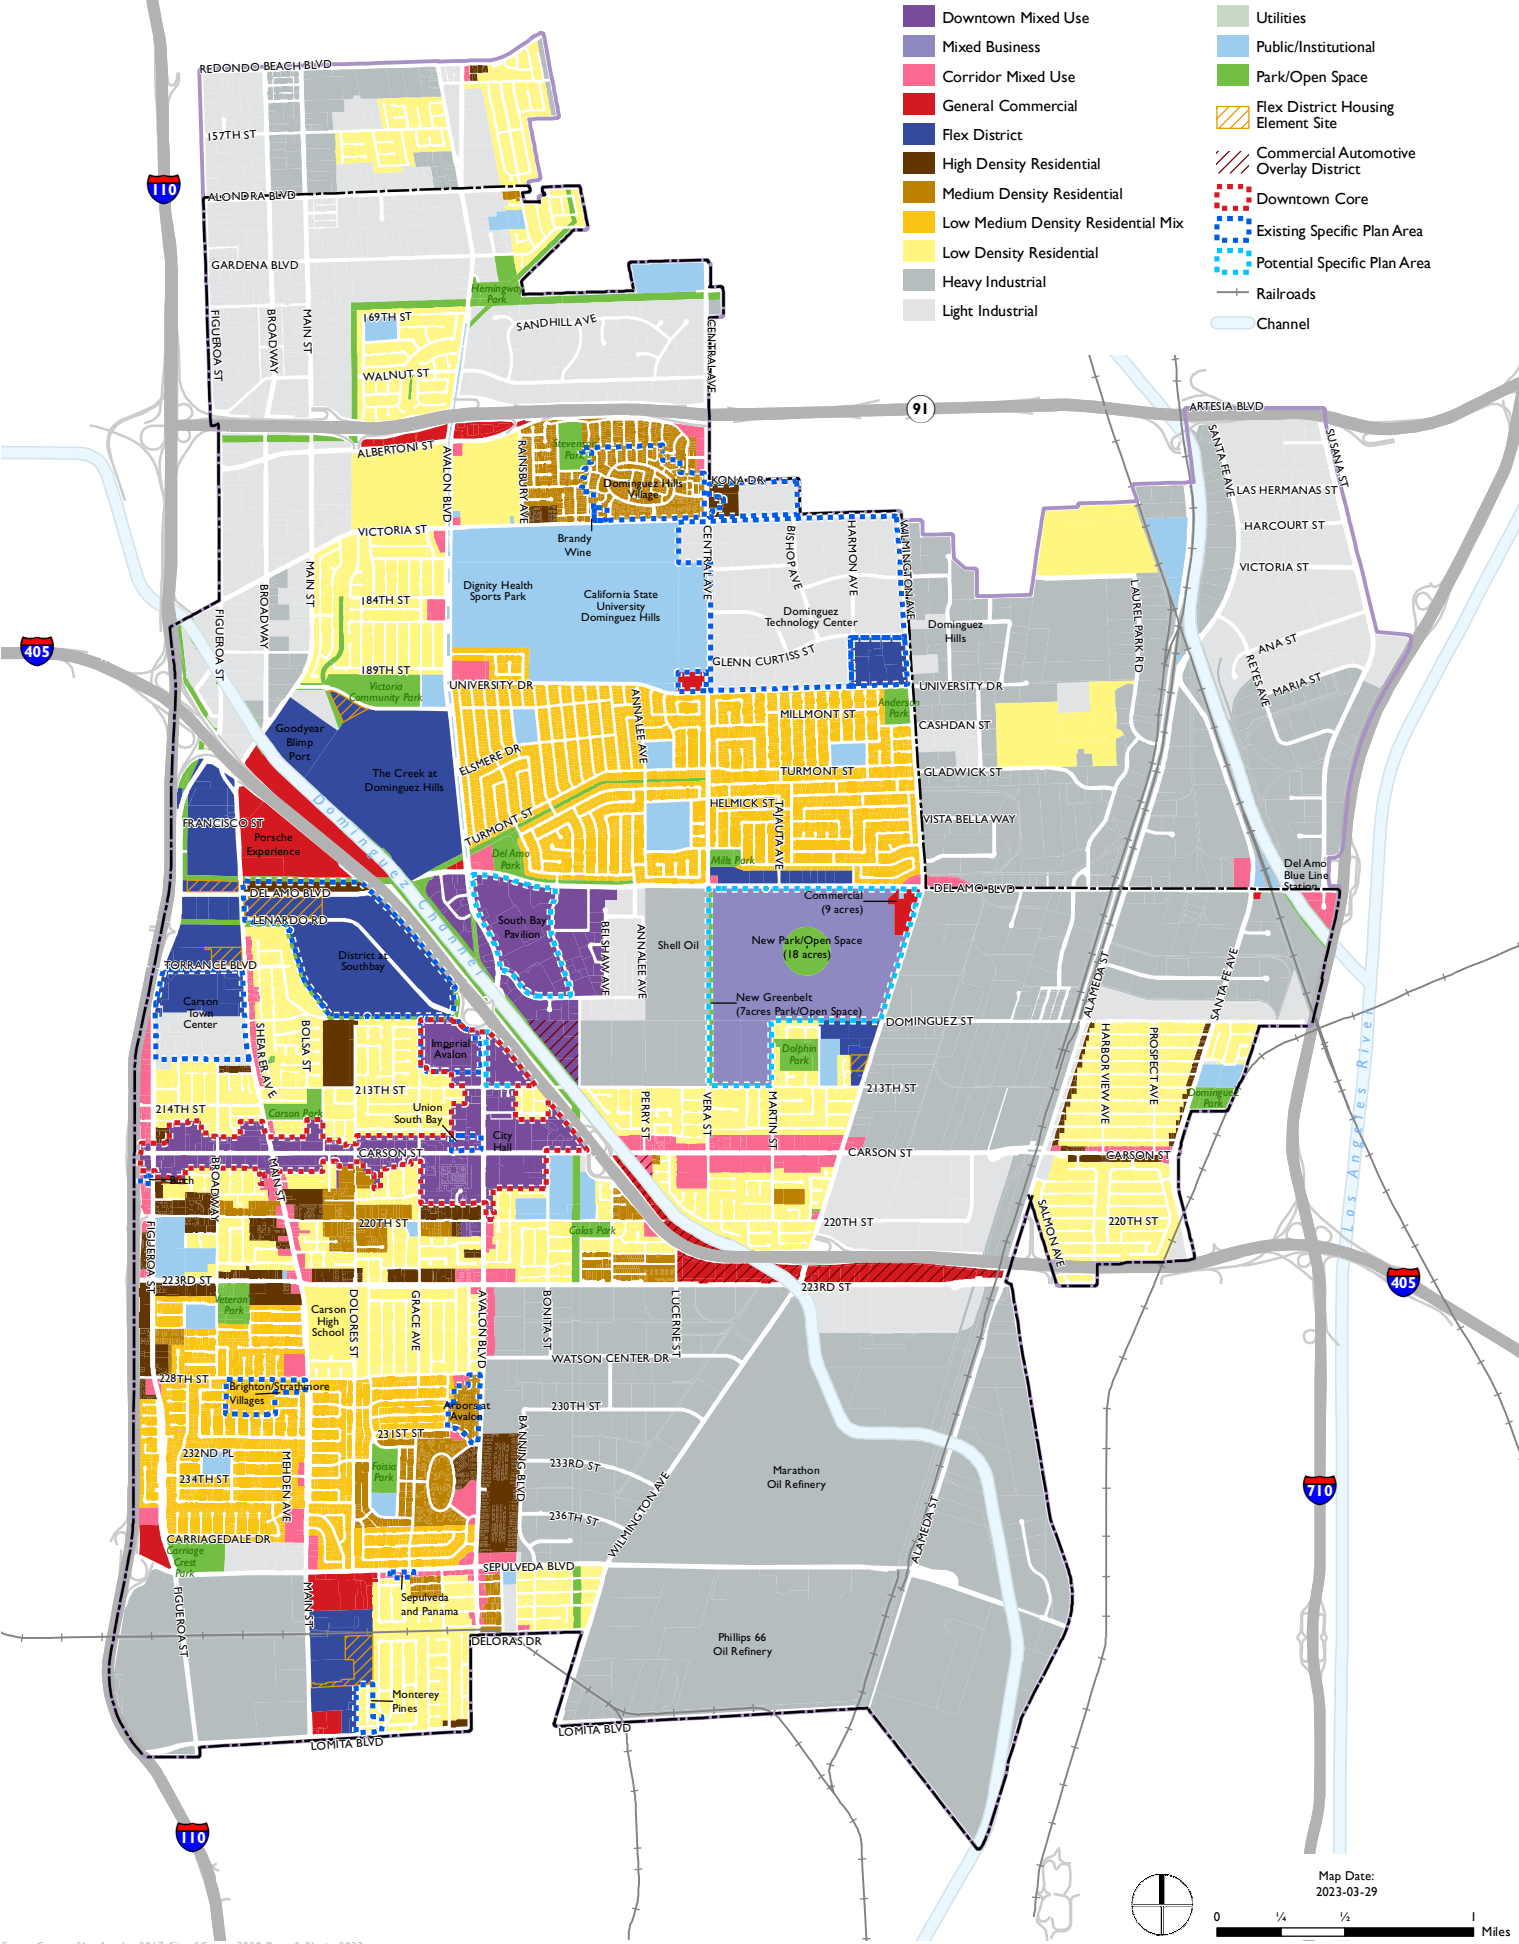 Downtown Mixed Use
Mixed Business
Corridor Mixed Use
General Commercial
Flex District
High Density Residential
Medium Density Residential
Low Medium Density Residential Mix
Low Density Residential
Heavy Industrial
Light Industrial
Utilities
Public/Institutional
Park/Open Space
Flex District Housing
Element Site
Commercial Automotive
Overlay District
Downtown Core
Existing Specific Plan Area
Potential Specific Plan Area
Railroads
Channel
REDONDO BEACH BLVD
157TH ST
110
ALONDRA BLVD
GARDENA BLVD
Hemingway
Park
169TH ST
SANDHILL AVE
FIGUEROA ST
BROADWAY
MAIN ST
CENTRAL AVE
WALNUT ST
91
ARTESIA BLVD
ALBERTONI ST
AVALON BLVD
RAINSBURY AVE
Stevenson
Park
Dominguez Hills
Village
KONA DR
SANTA FE AVE
SUSANA ST
LAS HERMANAS ST
HARCOURT ST
VICTORIA ST
VICTORIA ST
Brandy
Wine
CENTRAL AVE
BISHOP AVE
HARMON AVE
WILMINGTON AVE
Dignity Health
Sports Park
California State
University
Dominguez Hills
Dominguez
Technology Center
Dominguez
Hills
LAUREL PARK RD
MAIN ST
BROADWAY
FIGUEROA ST
184TH ST
189TH ST
405
GLENN CURTISS ST
ANA ST
REYES AVE
MARIA ST
UNIVERSITY DR
UNIVERSITY DR
Victoria
Community Park
ANNALEE AVE
MILLMONT ST
Anderson
Park
CASHDAN ST
Goodyear
Blimp
Port
The Creek at
Dominguez Hills
ELSMERE DR
TURMONT ST
GLADWICK ST
TURMONT ST
HELMICK ST
TAJAUTA AVE
VISTA BELLA WAY
Dominguez Channel
FRANCISCO ST
Porsche
Experience
Del Amo
Park
Mills Park
Del Amo
Blue Line
Station
DEL AMO BLVD
DEL AMO BLVD
Commercial
(9 acres)
LENARDO RD
South Bay
Pavilion
BELSHAW AVE
ANNALEE AVE
Shell Oil
New Park/Open Space
(18 acres)
District at
Southbay
TORRANCE BLVD
ALAMEDA ST
SANTA FE AVE
Carson
Town
Center
New Greenbelt
(7acres Park/Open Space)
DOMINGUEZ ST
SHEARER AVE
BOLSA ST
Imperial
Avalon
Dolphin
Park
HARBOR VIEW AVE
PROSPECT AVE
Los Angeles River
213TH ST
213TH ST
214TH ST
Carson Park
Union
South Bay
City
Hall
PERRY ST
VERA ST
MARTIN ST
Dominguez
Park
CARSON ST
CARSON ST
CARSON ST
Birch
BROADWAY
MAIN ST
FIGUEROA ST
220TH ST
Calas Park
220TH ST
SALMON AVE
220TH ST
223RD ST
223RD ST
405
Veterans
Park
Carson
High
School
DOLORES ST
GRACE AVE
AVALON BLVD
BONITA ST
LUCERNE ST
WATSON CENTER DR
228TH ST
Brighton/Strathmore
Villages
Arbors at
Avalon
230TH ST
231ST ST
BANNING BLVD
232ND PL
234TH ST
MEHDEN AVE
Foisia
Park
233RD ST
Marathon
Oil Refinery
WILMINGTON AVE
236TH ST
ALAMEDA ST
710
CARRIAGEDALE DR
Carriage
Crest
Park
SEPULVEDA BLVD
FIGUEROA ST
MAIN ST
Sepulveda
and Panama
DELORAS DR
Phillips 66
Oil Refinery
Monterey
Pines
LOMITA BLVD
LOMITA BLVD
110
Map Date:
2023-03-29
0 ¼ ½ 1
Miles